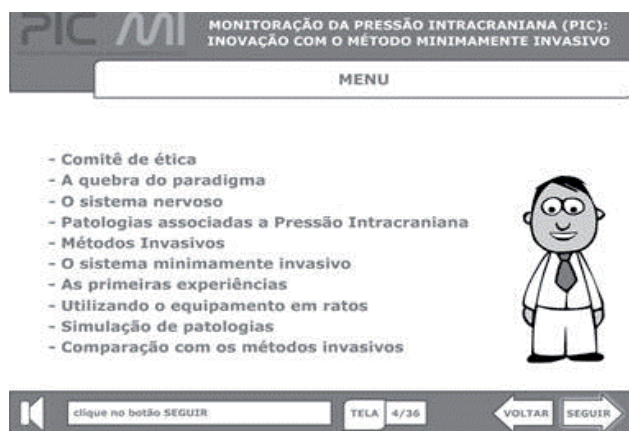 PIC MI
MONITORAÇÃO DA PRESSÃO INTRACRANIANA (PIC):
INOVAÇÃO COM O MÉTODO MINIMAMENTE INVASIVO
MENU
- Comitê de ética
- A quebra do paradigma
- O sistema nervoso
- Patologias associadas a Pressão Intracraniana
- Métodos Invasivos
- O sistema minimamente invasivo
- As primeiras experiências
- Utilizando o equipamento em ratos
- Simulação de patologias
- Comparação com os métodos invasivos
clique no botão SEGUIR
TELA 4/36
VOLTAR
SEGUIR